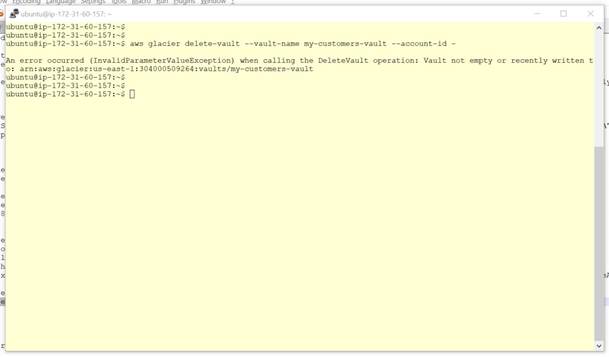 Encoding Language Settings Tools Macro Run Plugins Window ?
ubuntu@ip-172-31-60-157: ~
ubuntu@ip-172-31-60-157:~$
ubuntu@ip-172-31-60-157:~$
ubuntu@ip-172-31-60-157:~$ aws glacier delete-vault --vault-name my-customers-vault --account-id -
An error occurred (InvalidParameterValueException) when calling the DeleteVault operation: Vault not empty or recently written t
o: arn:aws:glacier:us-east-1:304000509264:vaults/my-customers-vault
ubuntu@ip-172-31-60-157:~$
ubuntu@ip-172-31-60-157:~$
ubuntu@ip-172-31-60-157:~$